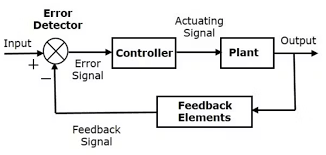 Error
Detector
Input
+
−
Error
Signal
Controller
Actuating
Signal
Plant
Output
Feedback
Elements
Feedback
Signal